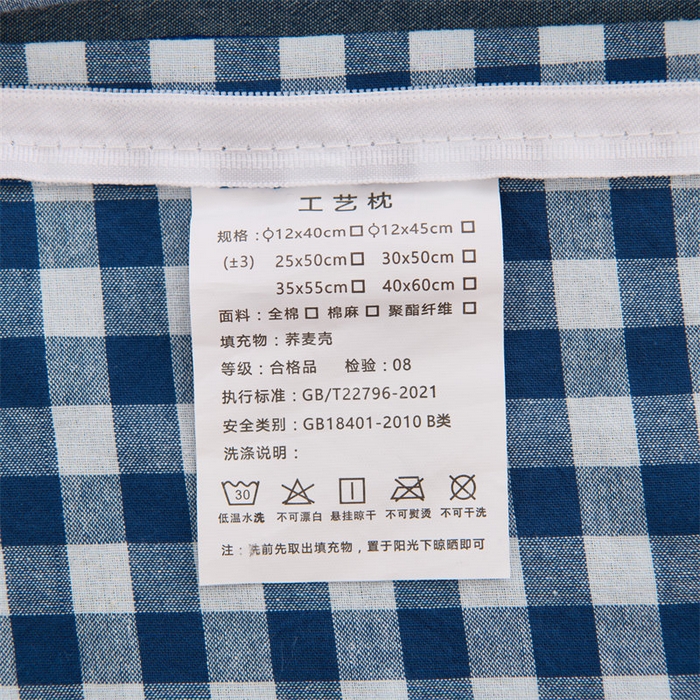 工艺枕
规格：ϕ12x40cm□ ϕ12x45cm □
(±3) 25x50cm□ 30x50cm □
35x55cm□ 40x60cm □
面料：全棉□ 棉麻□ 聚酯纤维□
填充物：荞麦壳
等级：合格品 检验：08
执行标准：GB/T22796-2021
安全类别：GB18401-2010 B类
洗涤说明：
30
低温水洗 不可漂白 悬挂晾干 不可熨烫 不可干洗
注：洗前先取出填充物，置于阳光下晾晒即可